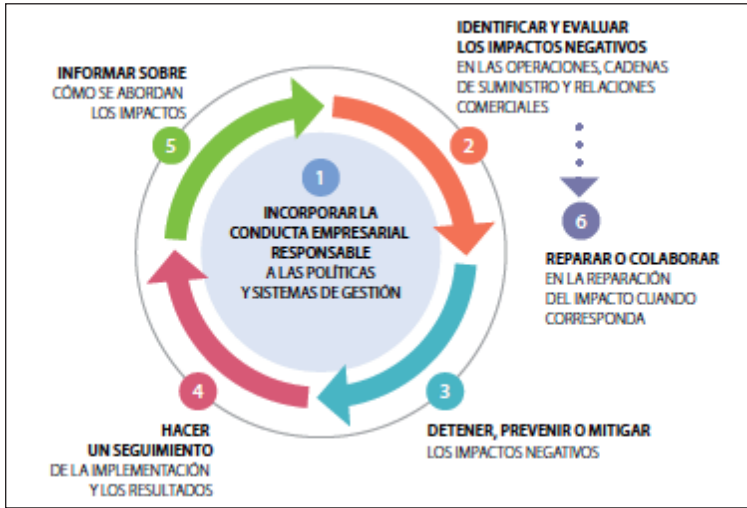 1
INCORPORAR LA
CONDUCTA EMPRESARIAL
RESPONSABLE
A LAS POLÍTICAS
Y SISTEMAS DE GESTIÓN
2
IDENTIFICAR Y EVALUAR
LOS IMPACTOS NEGATIVOS
EN LAS OPERACIONES, CADENAS
DE SUMINISTRO Y RELACIONES
COMERCIALES
3
DETENER, PREVENIR O MITIGAR
LOS IMPACTOS NEGATIVOS
4
HACER
UN SEGUIMIENTO
DE LA IMPLEMENTACIÓN
Y LOS RESULTADOS
5
INFORMAR SOBRE
CÓMO SE ABORDAN
LOS IMPACTOS
6
REPARAR O COLABORAR
EN LA REPARACIÓN
DEL IMPACTO CUANDO
CORRESPONDA